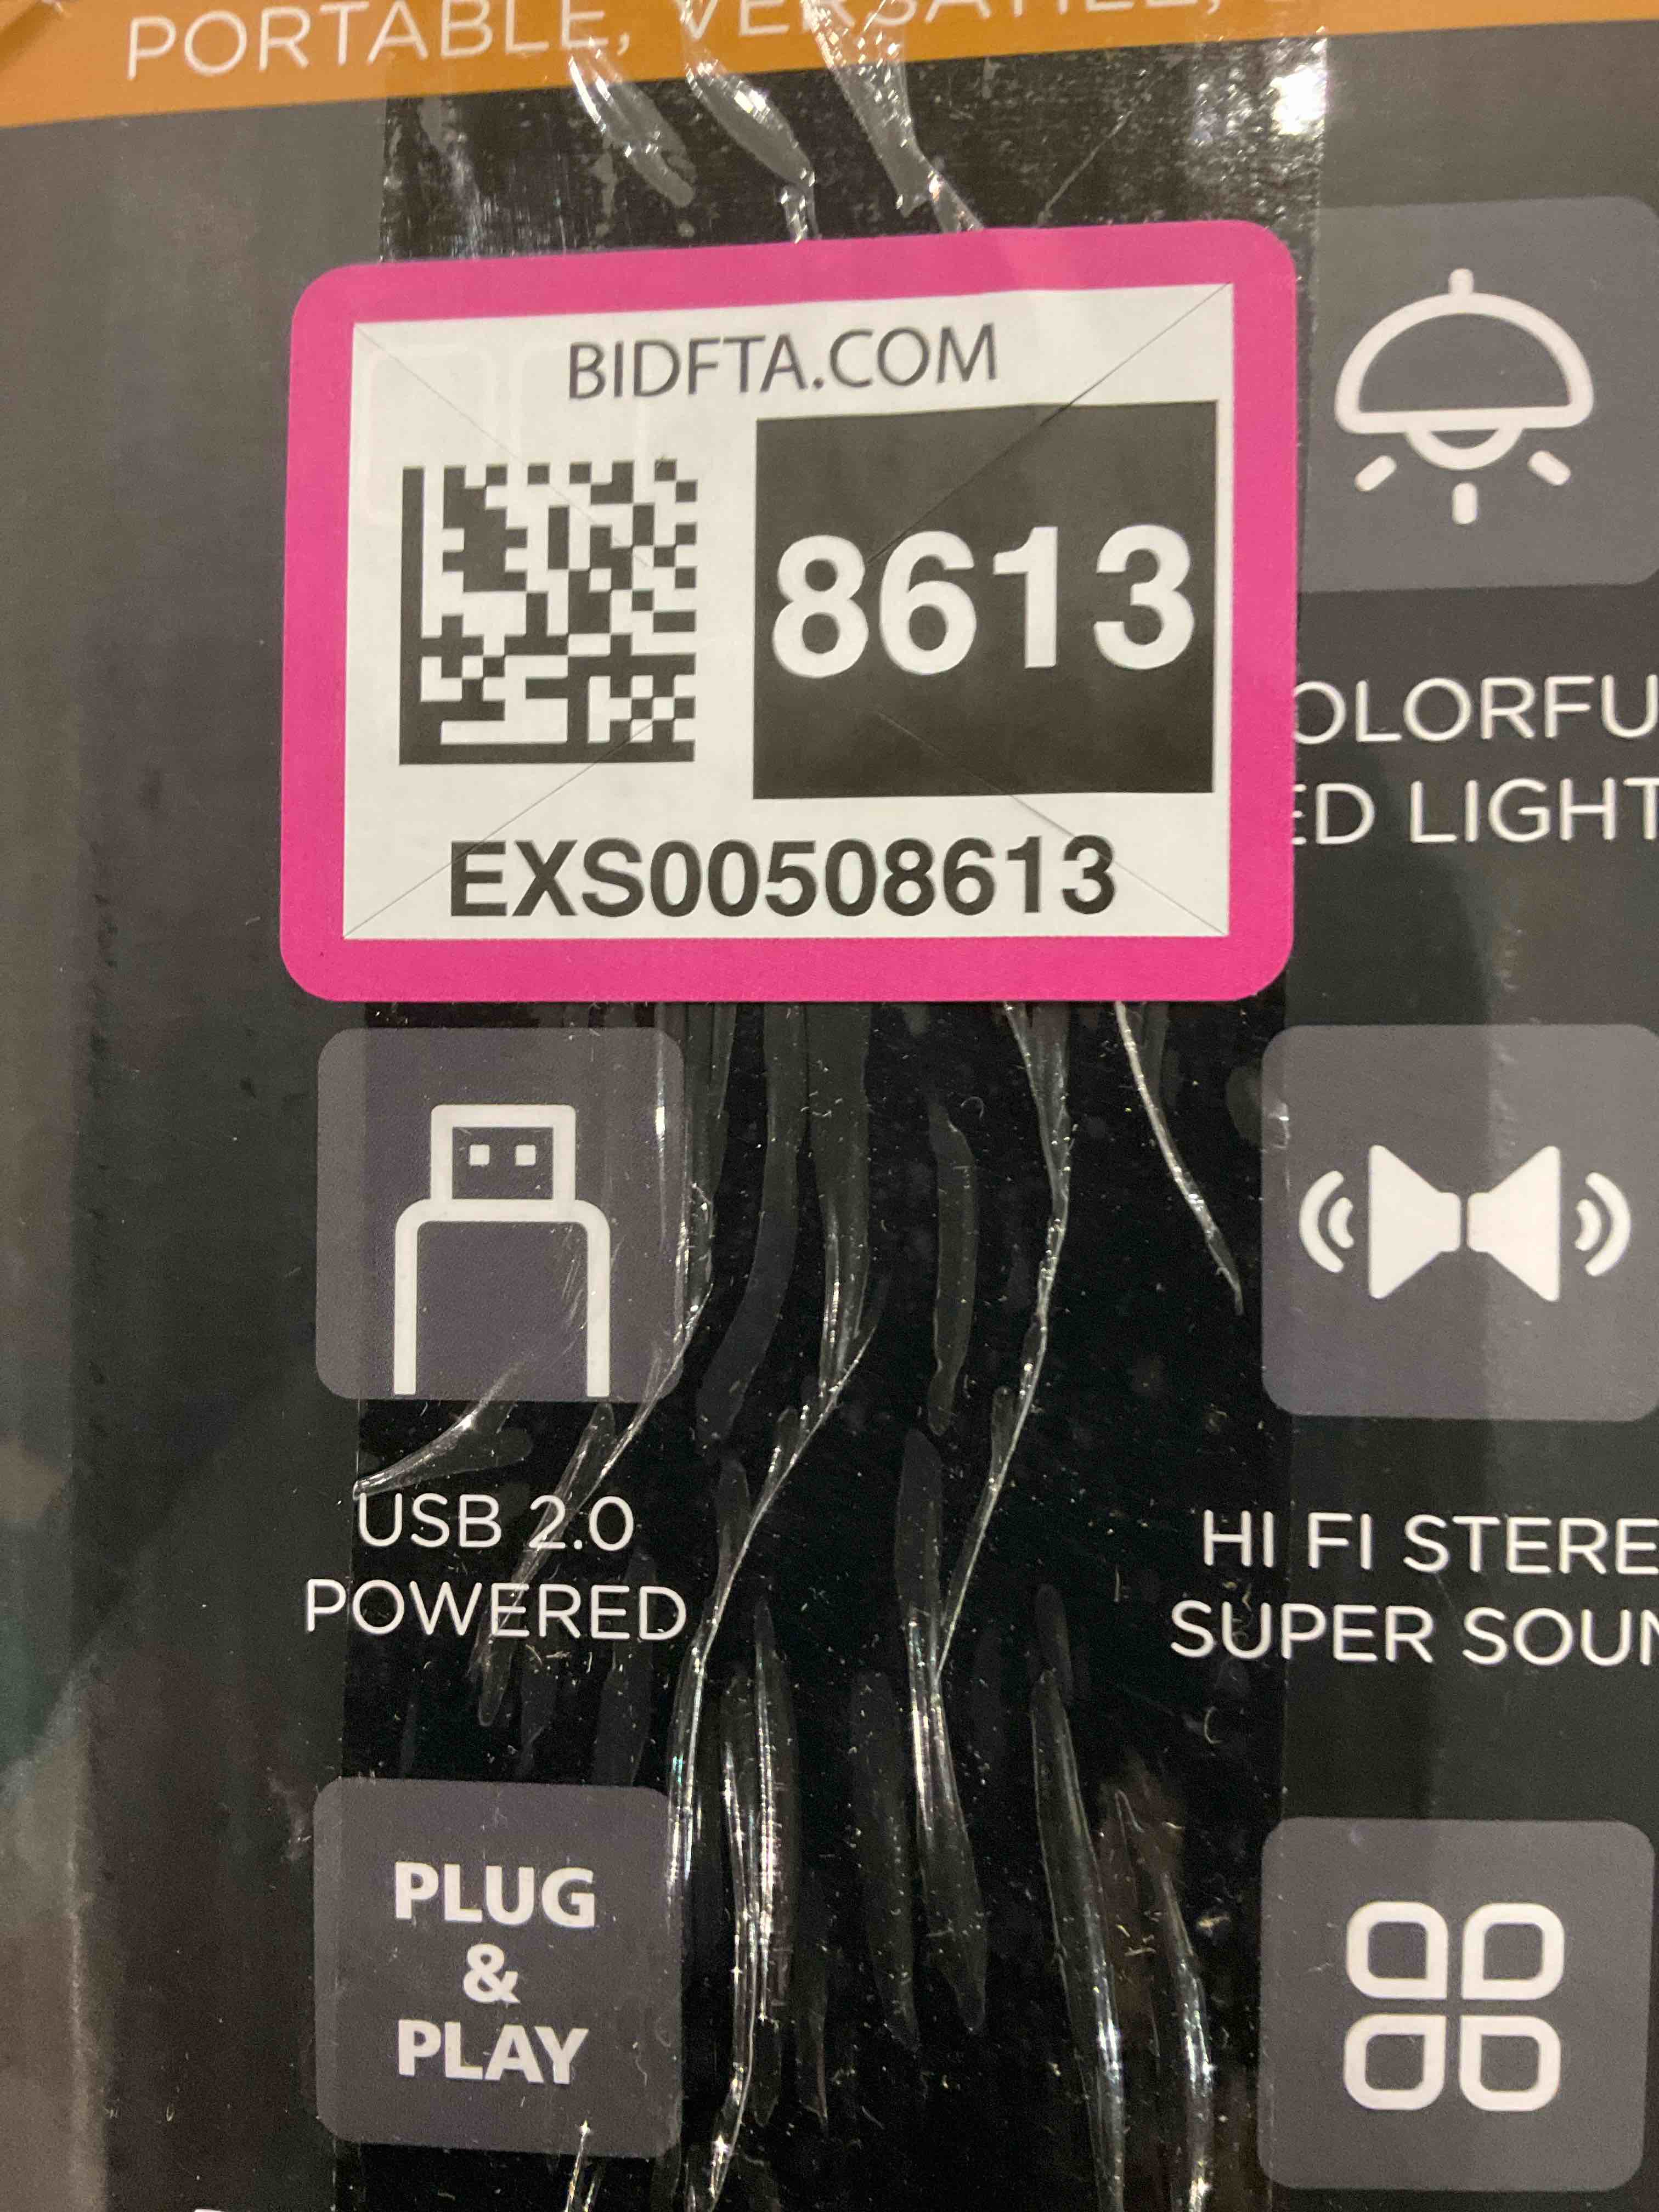 PORTABLE, VERSATILE,
BIDFTA.COM
8613
EXS00508613
OLORFU
ED LIGHT
USB 2.0
POWERED
HI FI STERE
SUPER SOUN
PLUG
&
PLAY